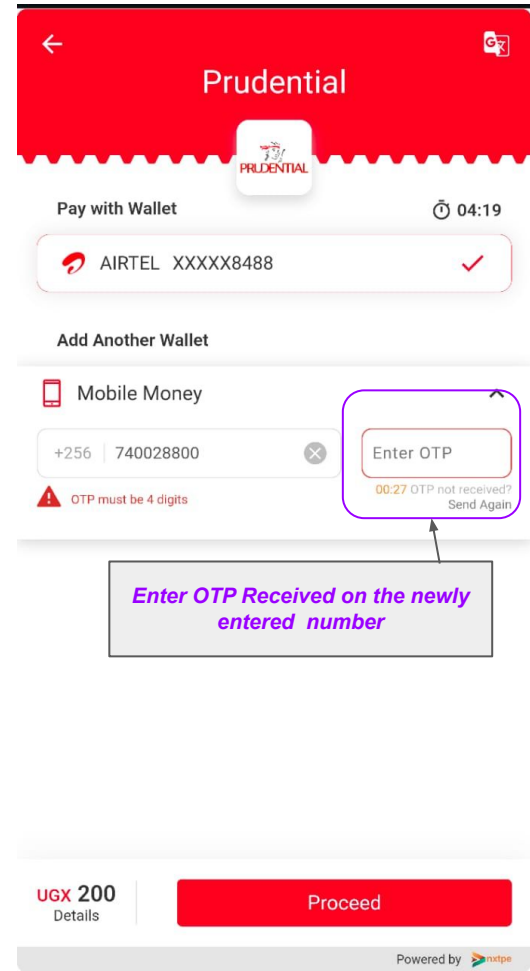 Prudential
PRUDENTIAL
Pay with Wallet 04:19
AIRTEL XXXXX8488
Add Another Wallet
Mobile Money
+256 740028800 Enter OTP
OTP must be 4 digits 00:27 OTP not received?
Send Again
Enter OTP Received on the newly
entered number
UGX 200 Proceed
Details
Powered by nxtpe